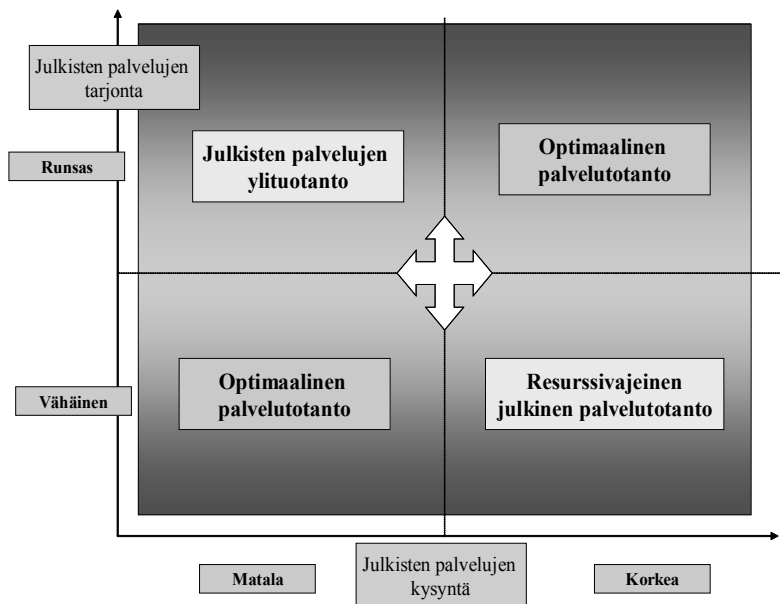 Julkisten palvelujen
tarjonta
Runsas
Julkisten palvelujen
ylituotanto
Optimaalinen
palvelutotanto
Vähäinen
Optimaalinen
palvelutotanto
Resurssivajeinen
julkinen palvelutotanto
Matala
Julkisten palvelujen
kysyntä
Korkea